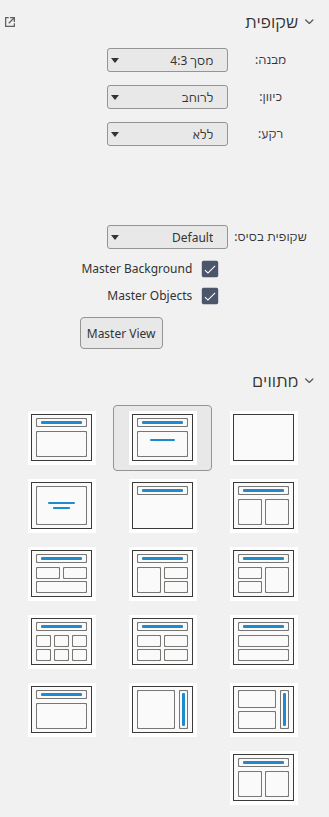 שקופית
מבנה: מסך 4:3
כיוון: לרוחב
רקע: ללא
שקופית בסיס: Default
Master Background
Master Objects
Master View
מתווים